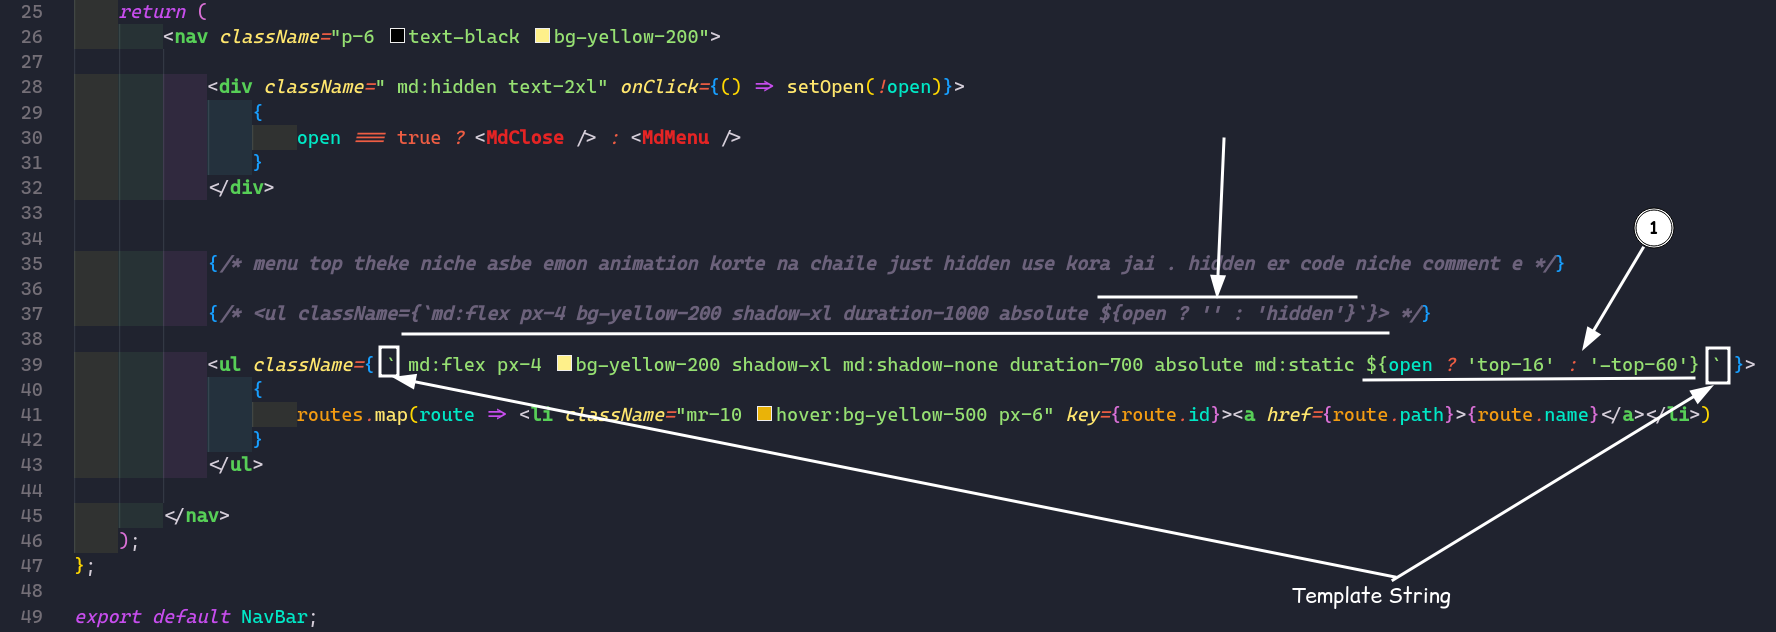 25 return (
26 <nav className="p-6 text-black bg-yellow-200">
27
28 <div className=" md:hidden text-2xl" onClick={() => setOpen(!open)}>
29 {
30 open === true ? <MdClose /> : <MdMenu />
31 }
32 </div>
33
34
1
35 {/* menu top theke niche asbe emon animation korte na chaile just hidden use kora jai . hidden er code niche comment e */}
36
37 {/* <ul className={`md:flex px-4 bg-yellow-200 shadow-xl duration-1000 absolute ${open ? '' : 'hidden'}`}> */}
38
39 <ul className={ ` md:flex px-4 bg-yellow-200 shadow-xl md:shadow-none duration-700 absolute md:static ${open ? 'top-16' : '-top-60'} ` }>
40 {
41 routes.map(route => <li className="mr-10 hover:bg-yellow-500 px-6" key={route.id}><a href={route.path}>{route.name}</a></li>)
42 }
43 </ul>
44
45 </nav>
46 );
47 };
48
Template String
49 export default NavBar;